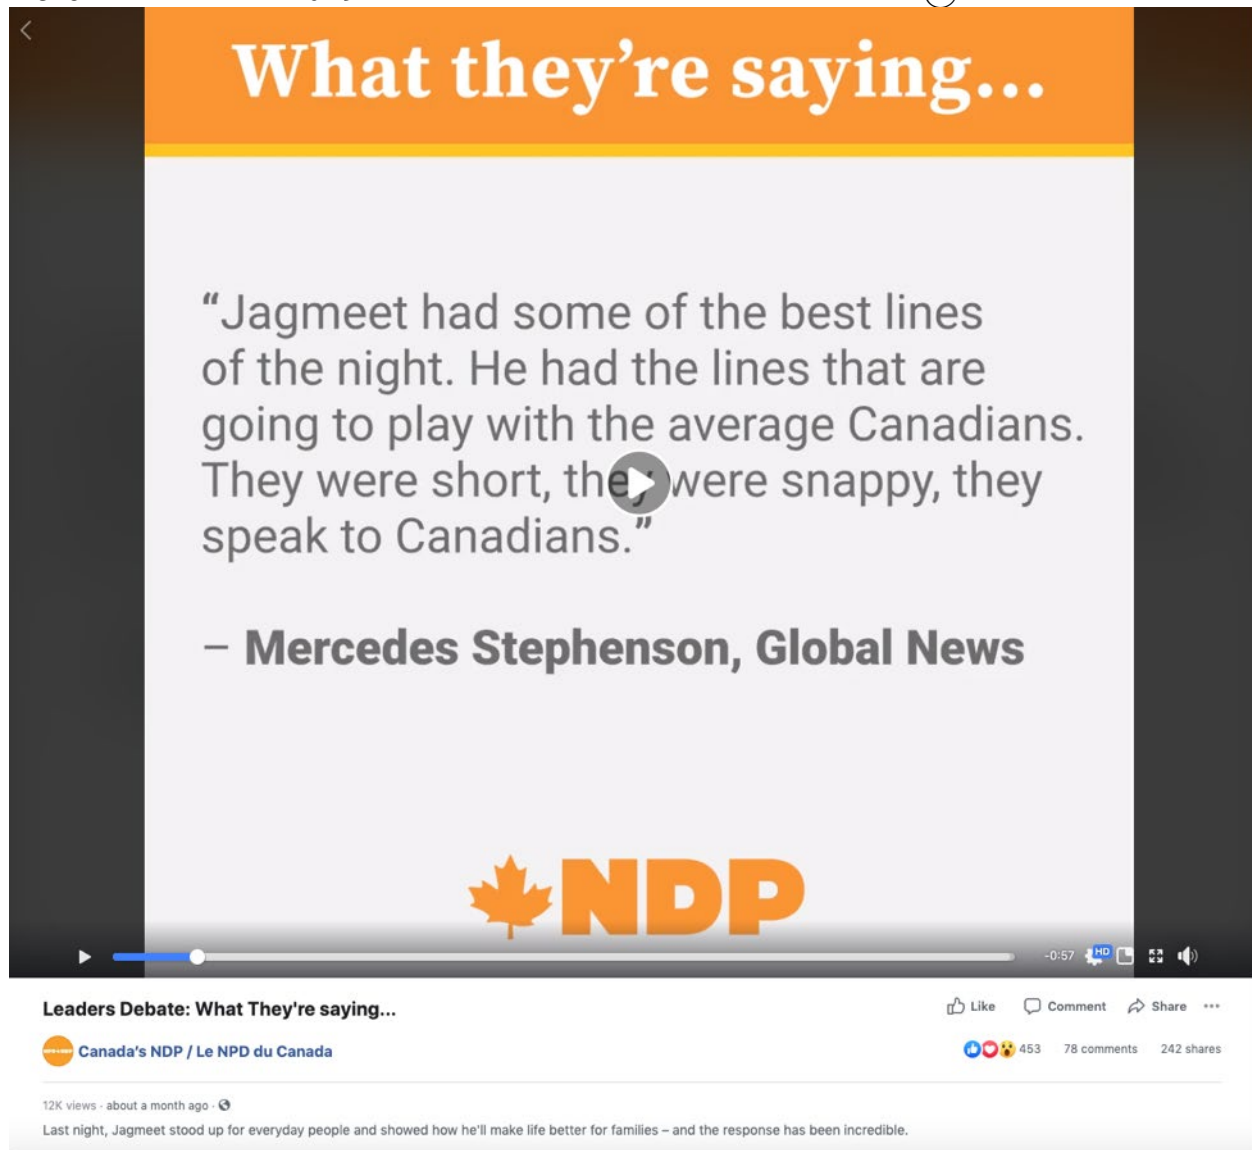 What they're saying...
“Jagmeet had some of the best lines
of the night. He had the lines that are
going to play with the average Canadians.
They were short, they were snappy, they
speak to Canadians.”
– Mercedes Stephenson, Global News
NDP
-0:57 HD
Leaders Debate: What They're saying...
Like Comment Share
Canada's NDP / Le NPD du Canada
453 78 comments 242 shares
12K views · about a month ago ·
Last night, Jagmeet stood up for everyday people and showed how he'll make life better for families – and the response has been incredible.